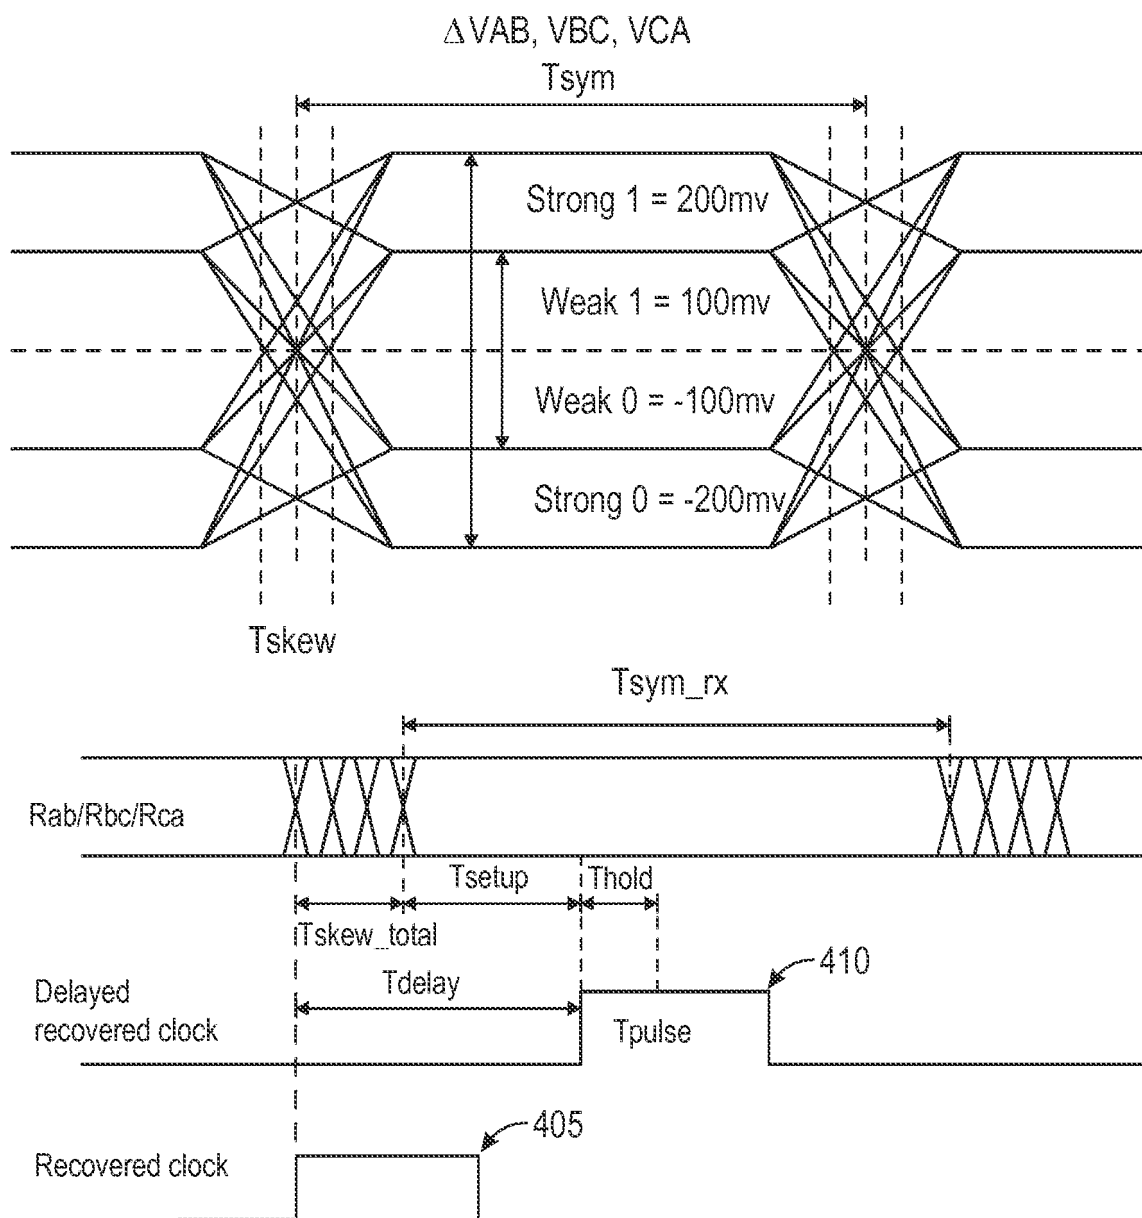 ΔVAB, VBC, VCA
Tsym
Strong 1 = 200mv
Weak 1 = 100mv
Weak 0 = -100mv
Strong 0 = -200mv
Tskew
Tsym_rx
Rab/Rbc/Rca
Tsetup
Thold
Tskew_total
Tdelay
410
Delayed
recovered clock
Tpulse
405
Recovered clock